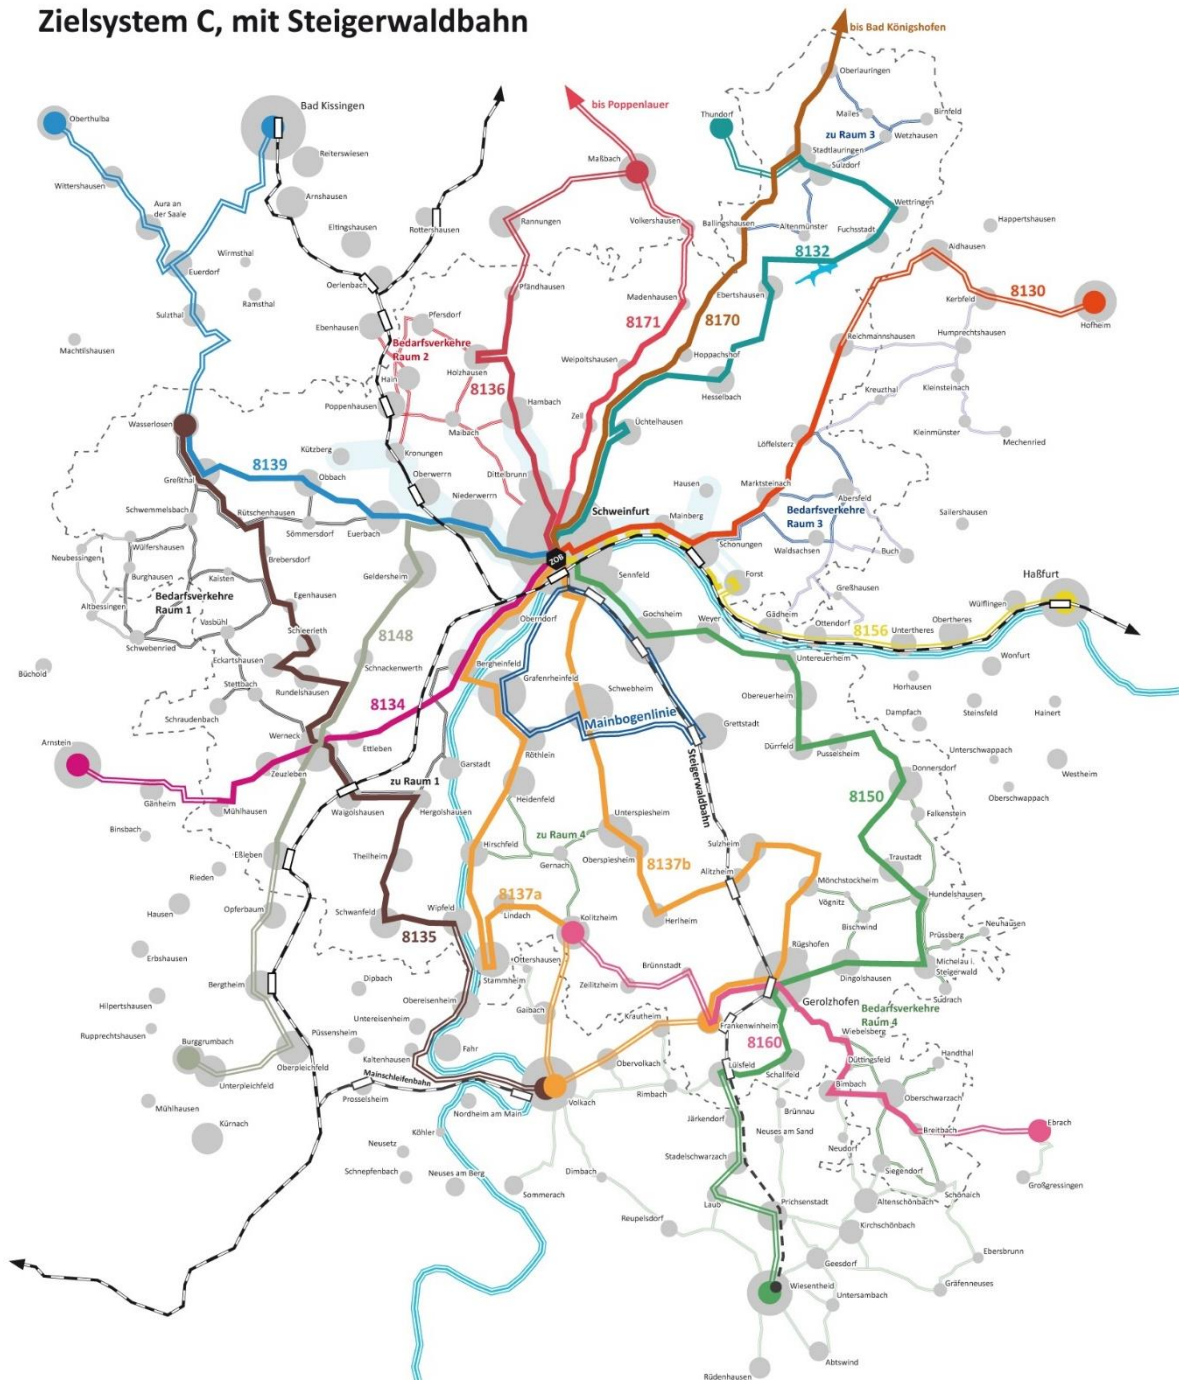 Zielsystem C, mit Steigerwaldbahn
bis Bad Königshofen
Oberlauringen
Bad Kissingen
Oberthulba
bis Poppenlauer
Thundorf
Mailes
Birnfeld
zu Raum 3
Wetzhausen
Reiterswiesen
Stadtlauringen
Sulzdorf
Maßbach
Wittershausen
Arnshausen
Aura an
der Saale
Rannungen
Volkershausen
Wettringen
Ballingshausen
Altenmünster
Happertshausen
Eltingshausen
Rottershausen
Fuchsstadt
Wirmsthal
8132
Aidhausen
Euerdorf
Oerlenbach
Pfändhausen
Ebertshausen
Kerbfeld
8130
Ramsthal
Madenhausen
Hofheim
Sulzthal
Pfersdorf
8171
8170
Ebenhausen
Reichmannshausen
Humprechtshausen
Machtilshausen
Bedarfsverkehre
Raum 2
Hoppachshof
Weipoltshausen
Holzhausen
Hain
Kleinsteinach
8136
Kreuzthal
Hesselbach
Poppenhausen
Hambach
Zell
Üchtelhausen
Wasserlosen
Maibach
Kleinmünster
Mechenried
Löffelsterz
Kützberg
Kronungen
8139
Oberwerrn
Dittelbrunn
Greßthal
Obbach
Marktsteinach
Hausen
Abersfeld
Niederwerrn
Schwemmelsbach
Rütschenhausen
Schweinfurt
Mainberg
Bedarfsverkehre
Raum 3
Sailershausen
Sömmersdorf
Euerbach
Waldsachsen
Schonungen
Buch
Wülfershausen
Neubessingen
Brebersdorf
ZOB
Geldersheim
Burghausen
Kaisten
Sennfeld
Forst
Haßfurt
Greßhausen
Bedarfsverkehre
Raum 1
Altbessingen
Egenhausen
Wülflingen
Gochsheim
Weyer
Gädheim
Oberndorf
Vasbühl
8148
Ottendorf
8156
Untertheres
Obertheres
Schleerieth
Schwebenried
Schnackenwerth
Bergheinfeld
Untereuerheim
Wonfurt
Büchold
Eckartshausen
Grafenrheinfeld
Schwebheim
Horhausen
Stettbach
Rundelshausen
Obereuerheim
8134
Steinsfeld
Hainert
Schraudenbach
Mainbogenlinie
Grettstadt
Dampfach
Werneck
Arnstein
Ettleben
Röthlein
Dürrfeld
Pusselsheim
Unterschwappach
Garstadt
Steigerwaldbahn
Westheim
Zeuzleben
zu Raum 1
Donnersdorf
Gänheim
Heidenfeld
8150
Oberschwappach
Mühlhausen
Waigolshausen
Hergolshausen
Unterspiesheim
Falkenstein
Binsbach
zu Raum 4
Hirschfeld
Sulzheim
Eßleben
Theilheim
Gernach
Oberspiesheim
8137b
Traustadt
Rieden
Alitzheim
Mönchstockheim
8137a
Hundelshausen
Hausen
Opferbaum
Schwanfeld
Wipfeld
Lindach
Kolitzheim
Herlheim
Vögnitz
Bischwind
Neuhausen
8135
Prüssberg
Erbshausen
Rügshofen
Ottershausen
Brünnstadt
Michelau i.
Steigerwald
Dipbach
Stammheim
Dingolshausen
Bergtheim
Zeilitzheim
Sudrach
Hilpertshausen
Obereisenheim
Gerolzhofen
Gaibach
Bedarfsverkehre
Raum 4
Rupprechtshausen
Püssensheim
Untereisenheim
Krautheim
Frankenwinheim
Wiebelsberg
Burggrumbach
8160
Kaltenhausen
Fahr
Handthal
Oberpleichfeld
Obervolkach
Lülsfeld
Schallfeld
Düttingsfeld
Unterpleichfeld
Mainschleifenbahn
Bimbach
Volkach
Rimbach
Oberschwarzach
Mühlhausen
Prosselsheim
Nordheim am Main
Brünnau
Järkendorf
Ebrach
Kürnach
Köhler
Neuses am Sand
Breitbach
Neusetz
Neudorf
Stadelschwarzach
Schnepfenbach
Neuses am Berg
Dimbach
Siegendorf
Großgressingen
Sommerach
Laub
Prichsenstadt
Altenschönbach
Schönaich
Reupelsdorf
Kirchschönbach
Ebersbrunn
Geesdorf
Wiesentheid
Gräfenneuses
Untersambach
Abtswind
Rüdenhausen